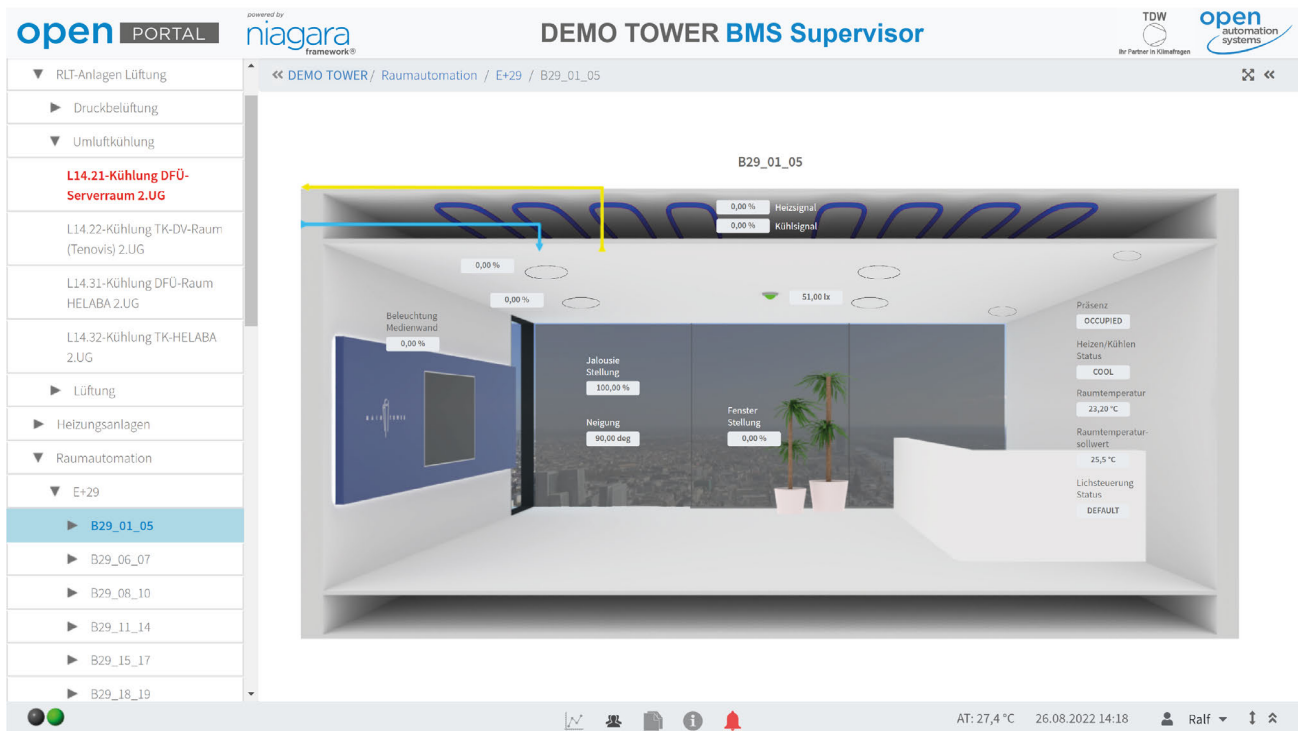 open PORTAL
powered by
niagara
framework®
DEMO TOWER BMS Supervisor
TDW
Ihr Partner in Klimafragen
open
automation
systems
RLT-Anlagen Lüftung
Druckbelüftung
Umluftkühlung
L14.21-Kühlung DFÜ-
Serverraum 2.UG
L14.22-Kühlung TK-DV-Raum
(Tenovis) 2.UG
L14.31-Kühlung DFÜ-Raum
HELABA 2.UG
L14.32-Kühlung TK-HELABA
2.UG
Lüftung
Heizungsanlagen
Raumautomation
E+29
B29_01_05
B29_06_07
B29_08_10
B29_11_14
B29_15_17
B29_18_19
DEMO TOWER / Raumautomation / E+29 / B29_01_05
B29_01_05
0,00 % Heizsignal
0,00 % Kühlsignal
0,00 %
0,00 %
51,00 lx
Beleuchtung
Medienwand
0,00 %
Jalousie
Stellung
100,00 %
Neigung
90,00 deg
Fenster
Stellung
0,00 %
Präsenz
OCCUPIED
Heizen/Kühlen
Status
COOL
Raumtemperatur
23,20 °C
Raumtemperatur-
sollwert
25,5 °C
Lichsteuerung
Status
DEFAULT
AT: 27,4 °C 26.08.2022 14:18 Ralf